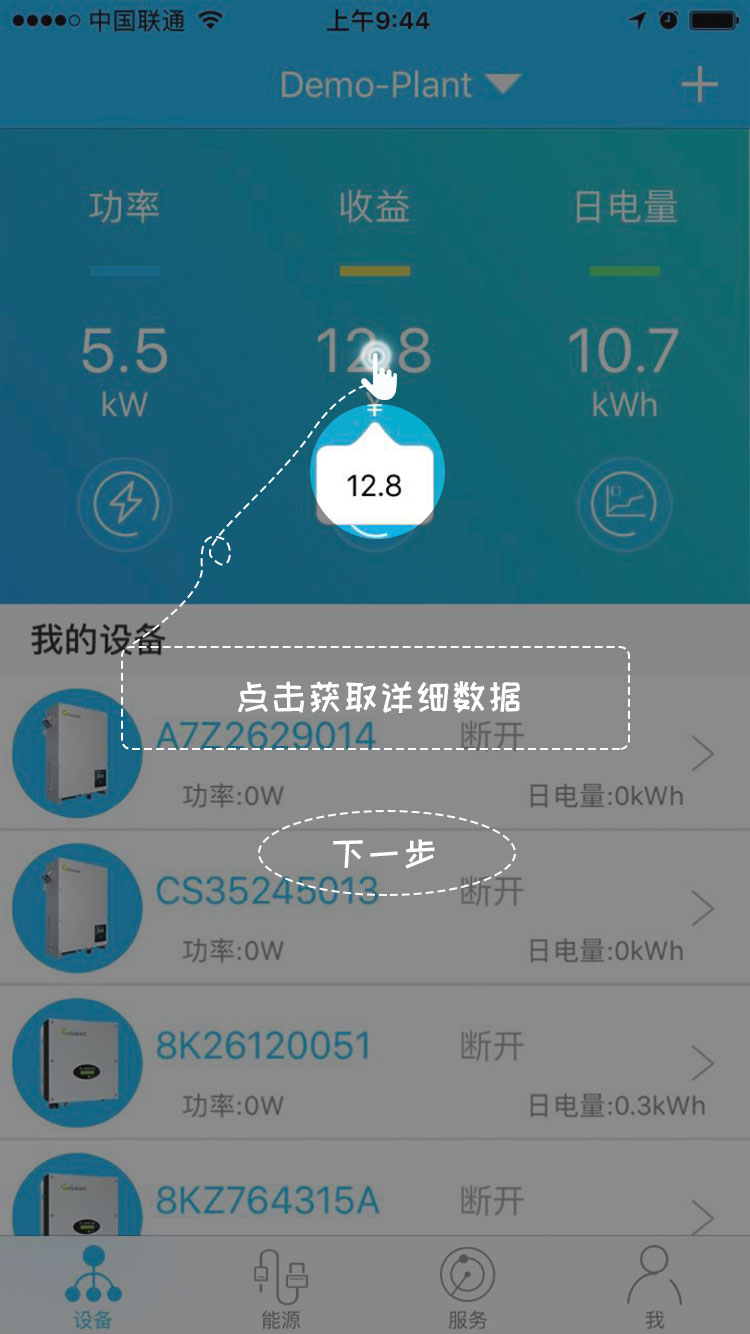 中国联通 上午9:44
Demo-Plant
功率 收益 日电量
5.5 12.8 10.7
kW kWh
12.8
我的设备
点击获取详细数据
A7Z2629014 断开
功率:0W 日电量:0kWh
下一步
CS35245013 断开
功率:0W 日电量:0kWh
8K26120051 断开
功率:0W 日电量:0.3kWh
8KZ764315A 断开
设备 能源 服务 我